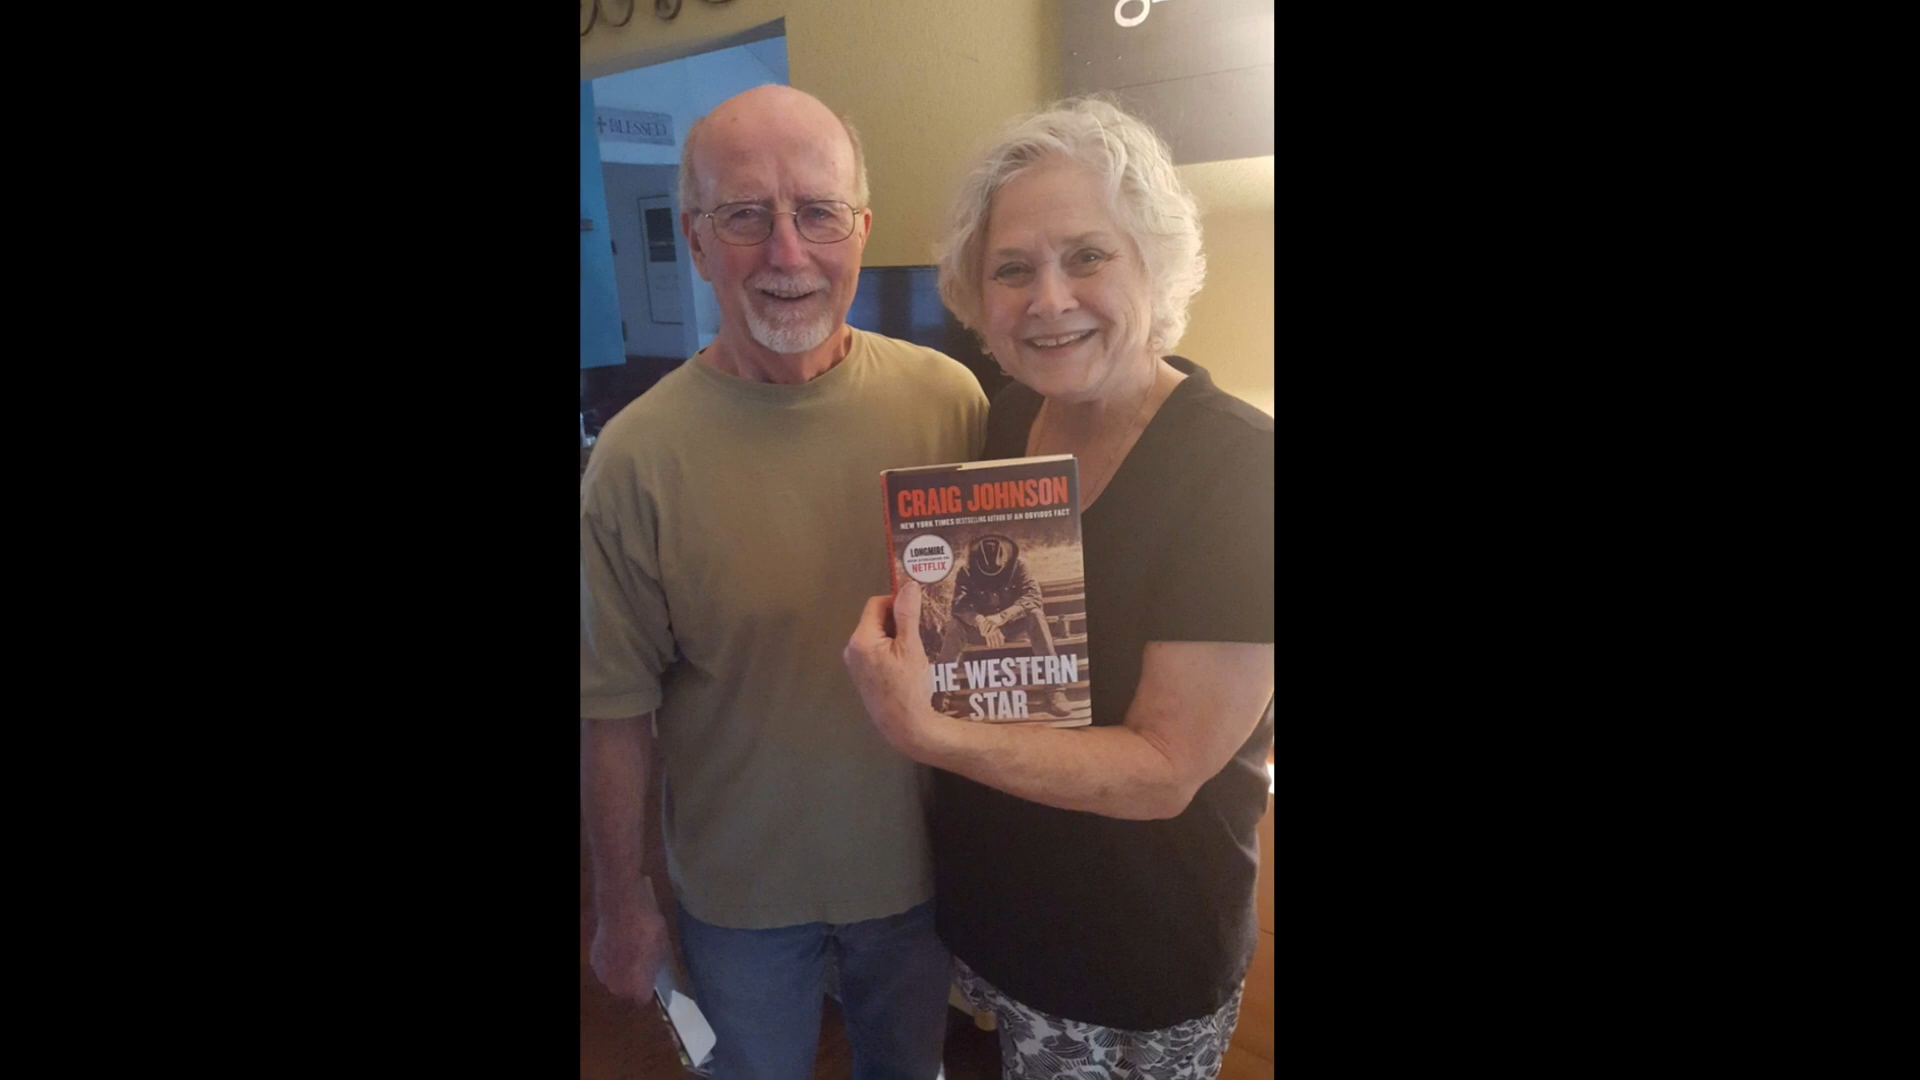 BLESSED
CRAIG JOHNSON
NEW YORK TIMES BESTSELLING AUTHOR OF AN OBVIOUS FACT
LONGMIRE
NETFLIX
HE WESTERN
STAR